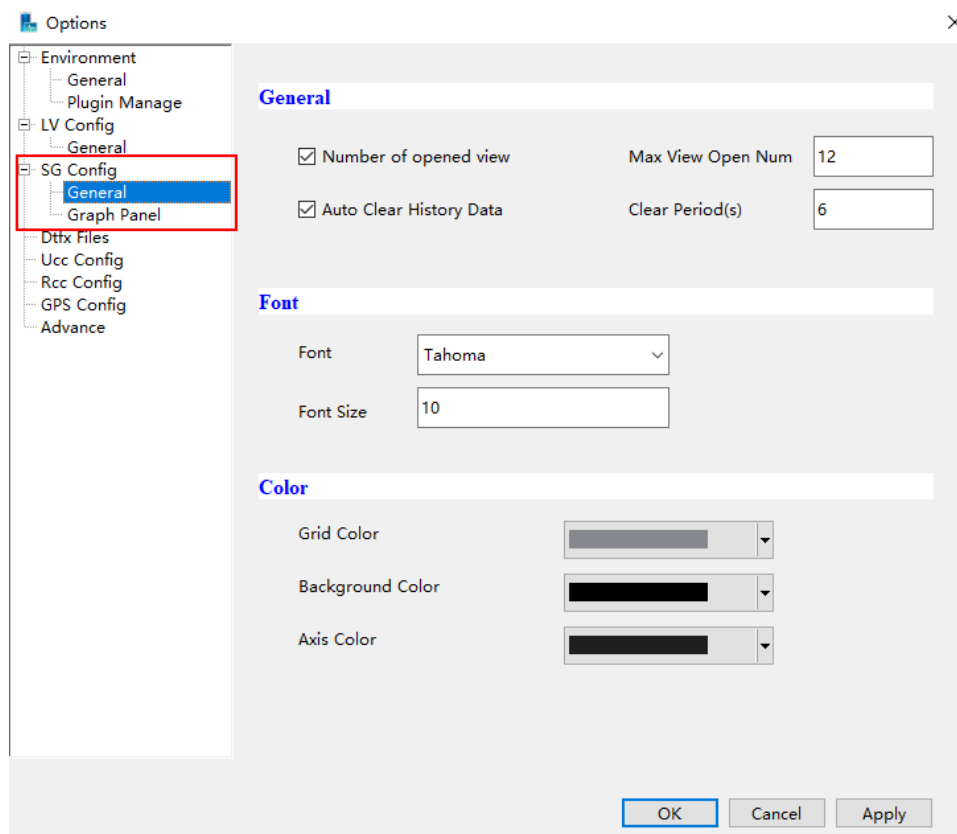 Options
Environment
General
Plugin Manage
LV Config
General
SG Config
General
Graph Panel
Dtfx Files
Ucc Config
Rcc Config
GPS Config
Advance
General
Number of opened view
Max View Open Num
12
Auto Clear History Data
Clear Period(s)
6
Font
Font
Tahoma
Font Size
10
Color
Grid Color
Background Color
Axis Color
OK
Cancel
Apply